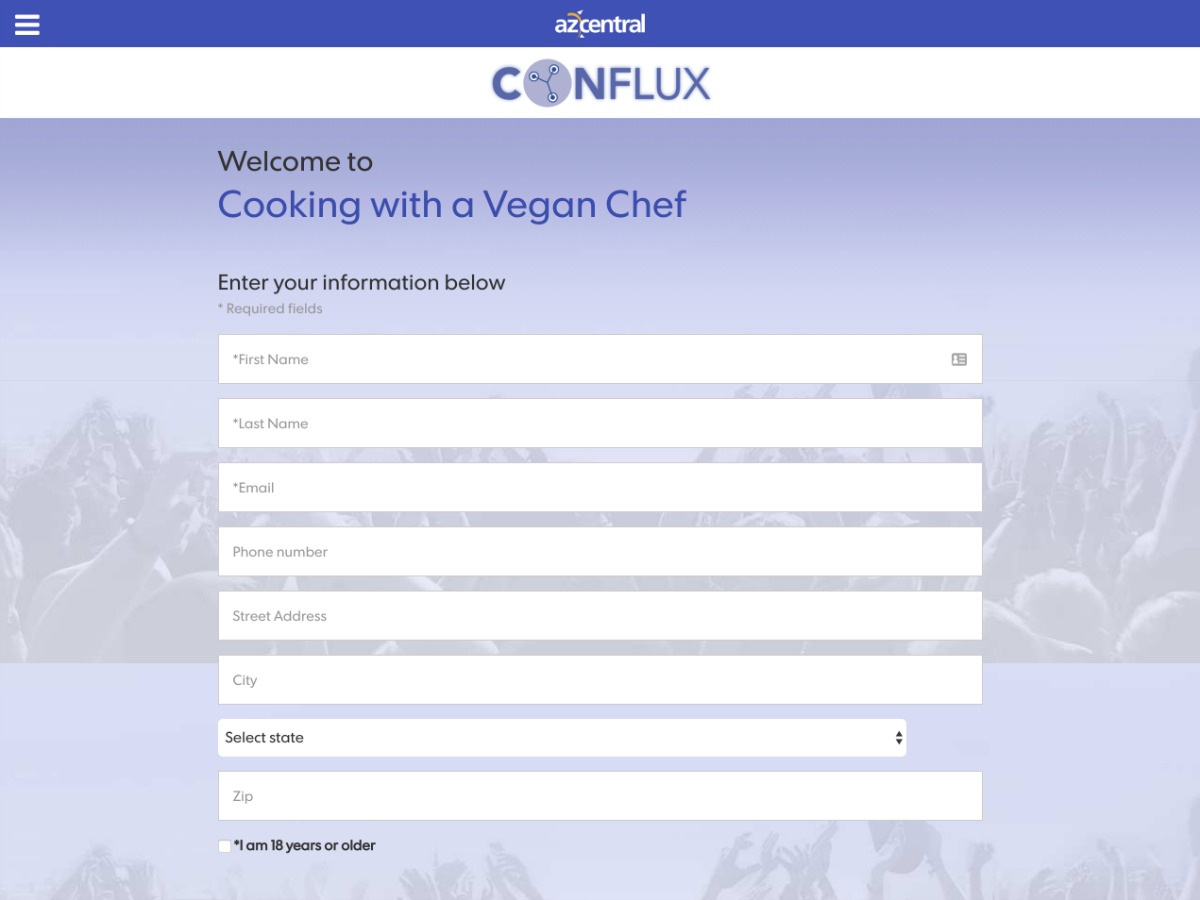 azcentral
CONFLUX
Welcome to
Cooking with a Vegan Chef
Enter your information below
* Required fields
*First Name
*Last Name
*Email
Phone number
Street Address
City
Select state
Zip
*I am 18 years or older